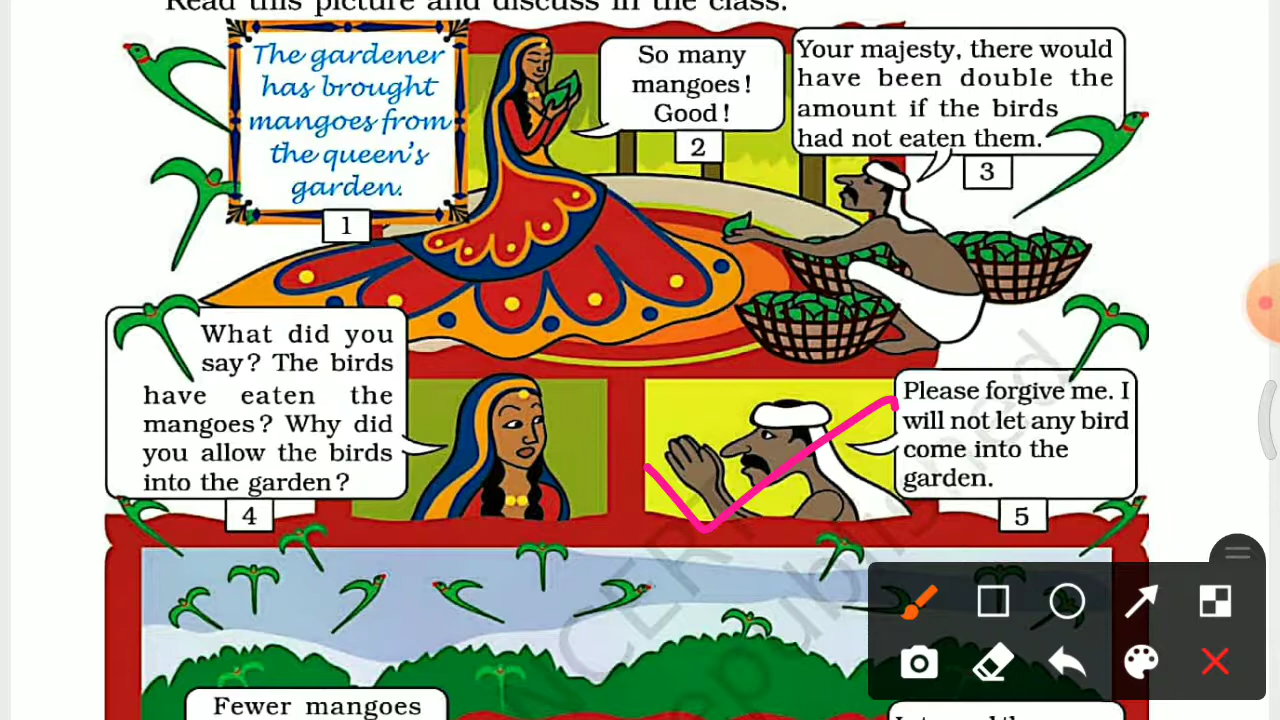 Read this picture and discuss in the class.
The gardener
has brought
mangoes from
the queen's
garden.
1
So many
mangoes!
Good!
2
Your majesty, there would
have been double the
amount if the birds
had not eaten them.
3
What did you
say? The birds
have eaten the
mangoes? Why did
you allow the birds
into the garden?
4
Please forgive me. I
will not let any bird
come into the
garden.
5
Fewer mangoes